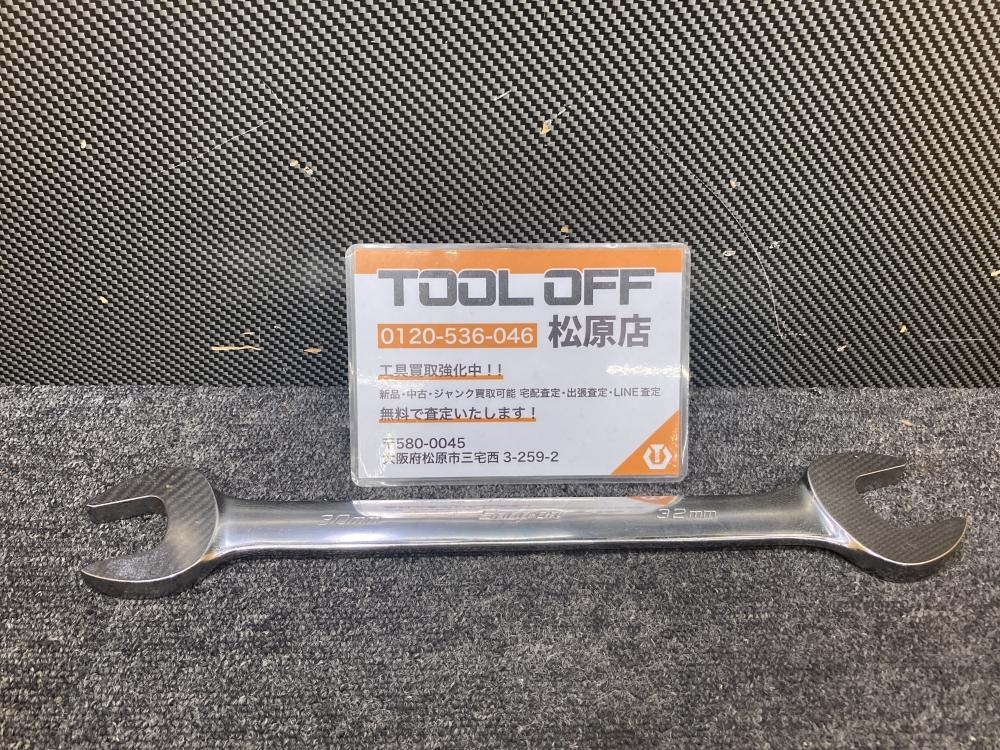 TOOL OFF
0120-536-046 松原店
工具買取強化中！！
新品・中古・ジャンク買取可能 宅配査定・出張査定・LINE査定
無料で査定いたします！
〒580-0045
大阪府松原市三宅西 3-259-2
30mm Snap-on 32mm